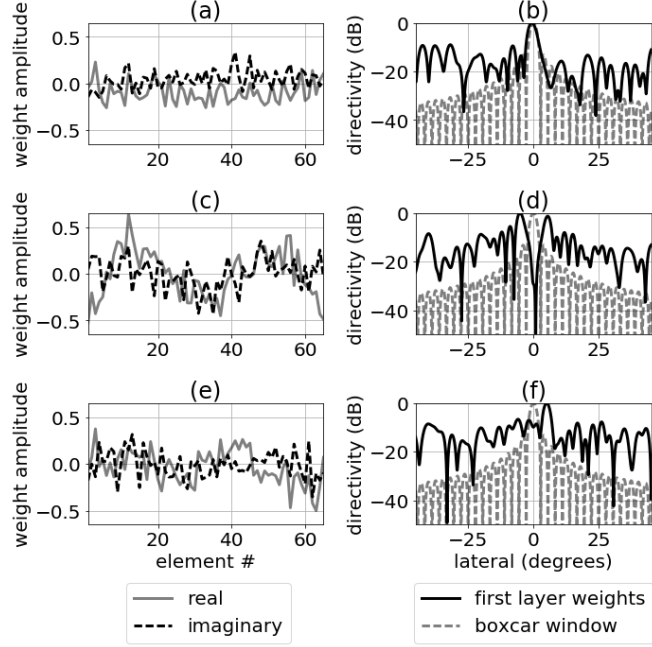 (a)
weight amplitude
0.5
0.0
−0.5
20
40
60
(b)
directivity (dB)
0
−20
−40
−25
0
25
(c)
weight amplitude
0.5
0.0
−0.5
20
40
60
(d)
directivity (dB)
0
−20
−40
−25
0
25
(e)
weight amplitude
0.5
0.0
−0.5
20
40
60
element #
(f)
directivity (dB)
0
−20
−40
−25
0
25
lateral (degrees)
real
imaginary
first layer weights
boxcar window